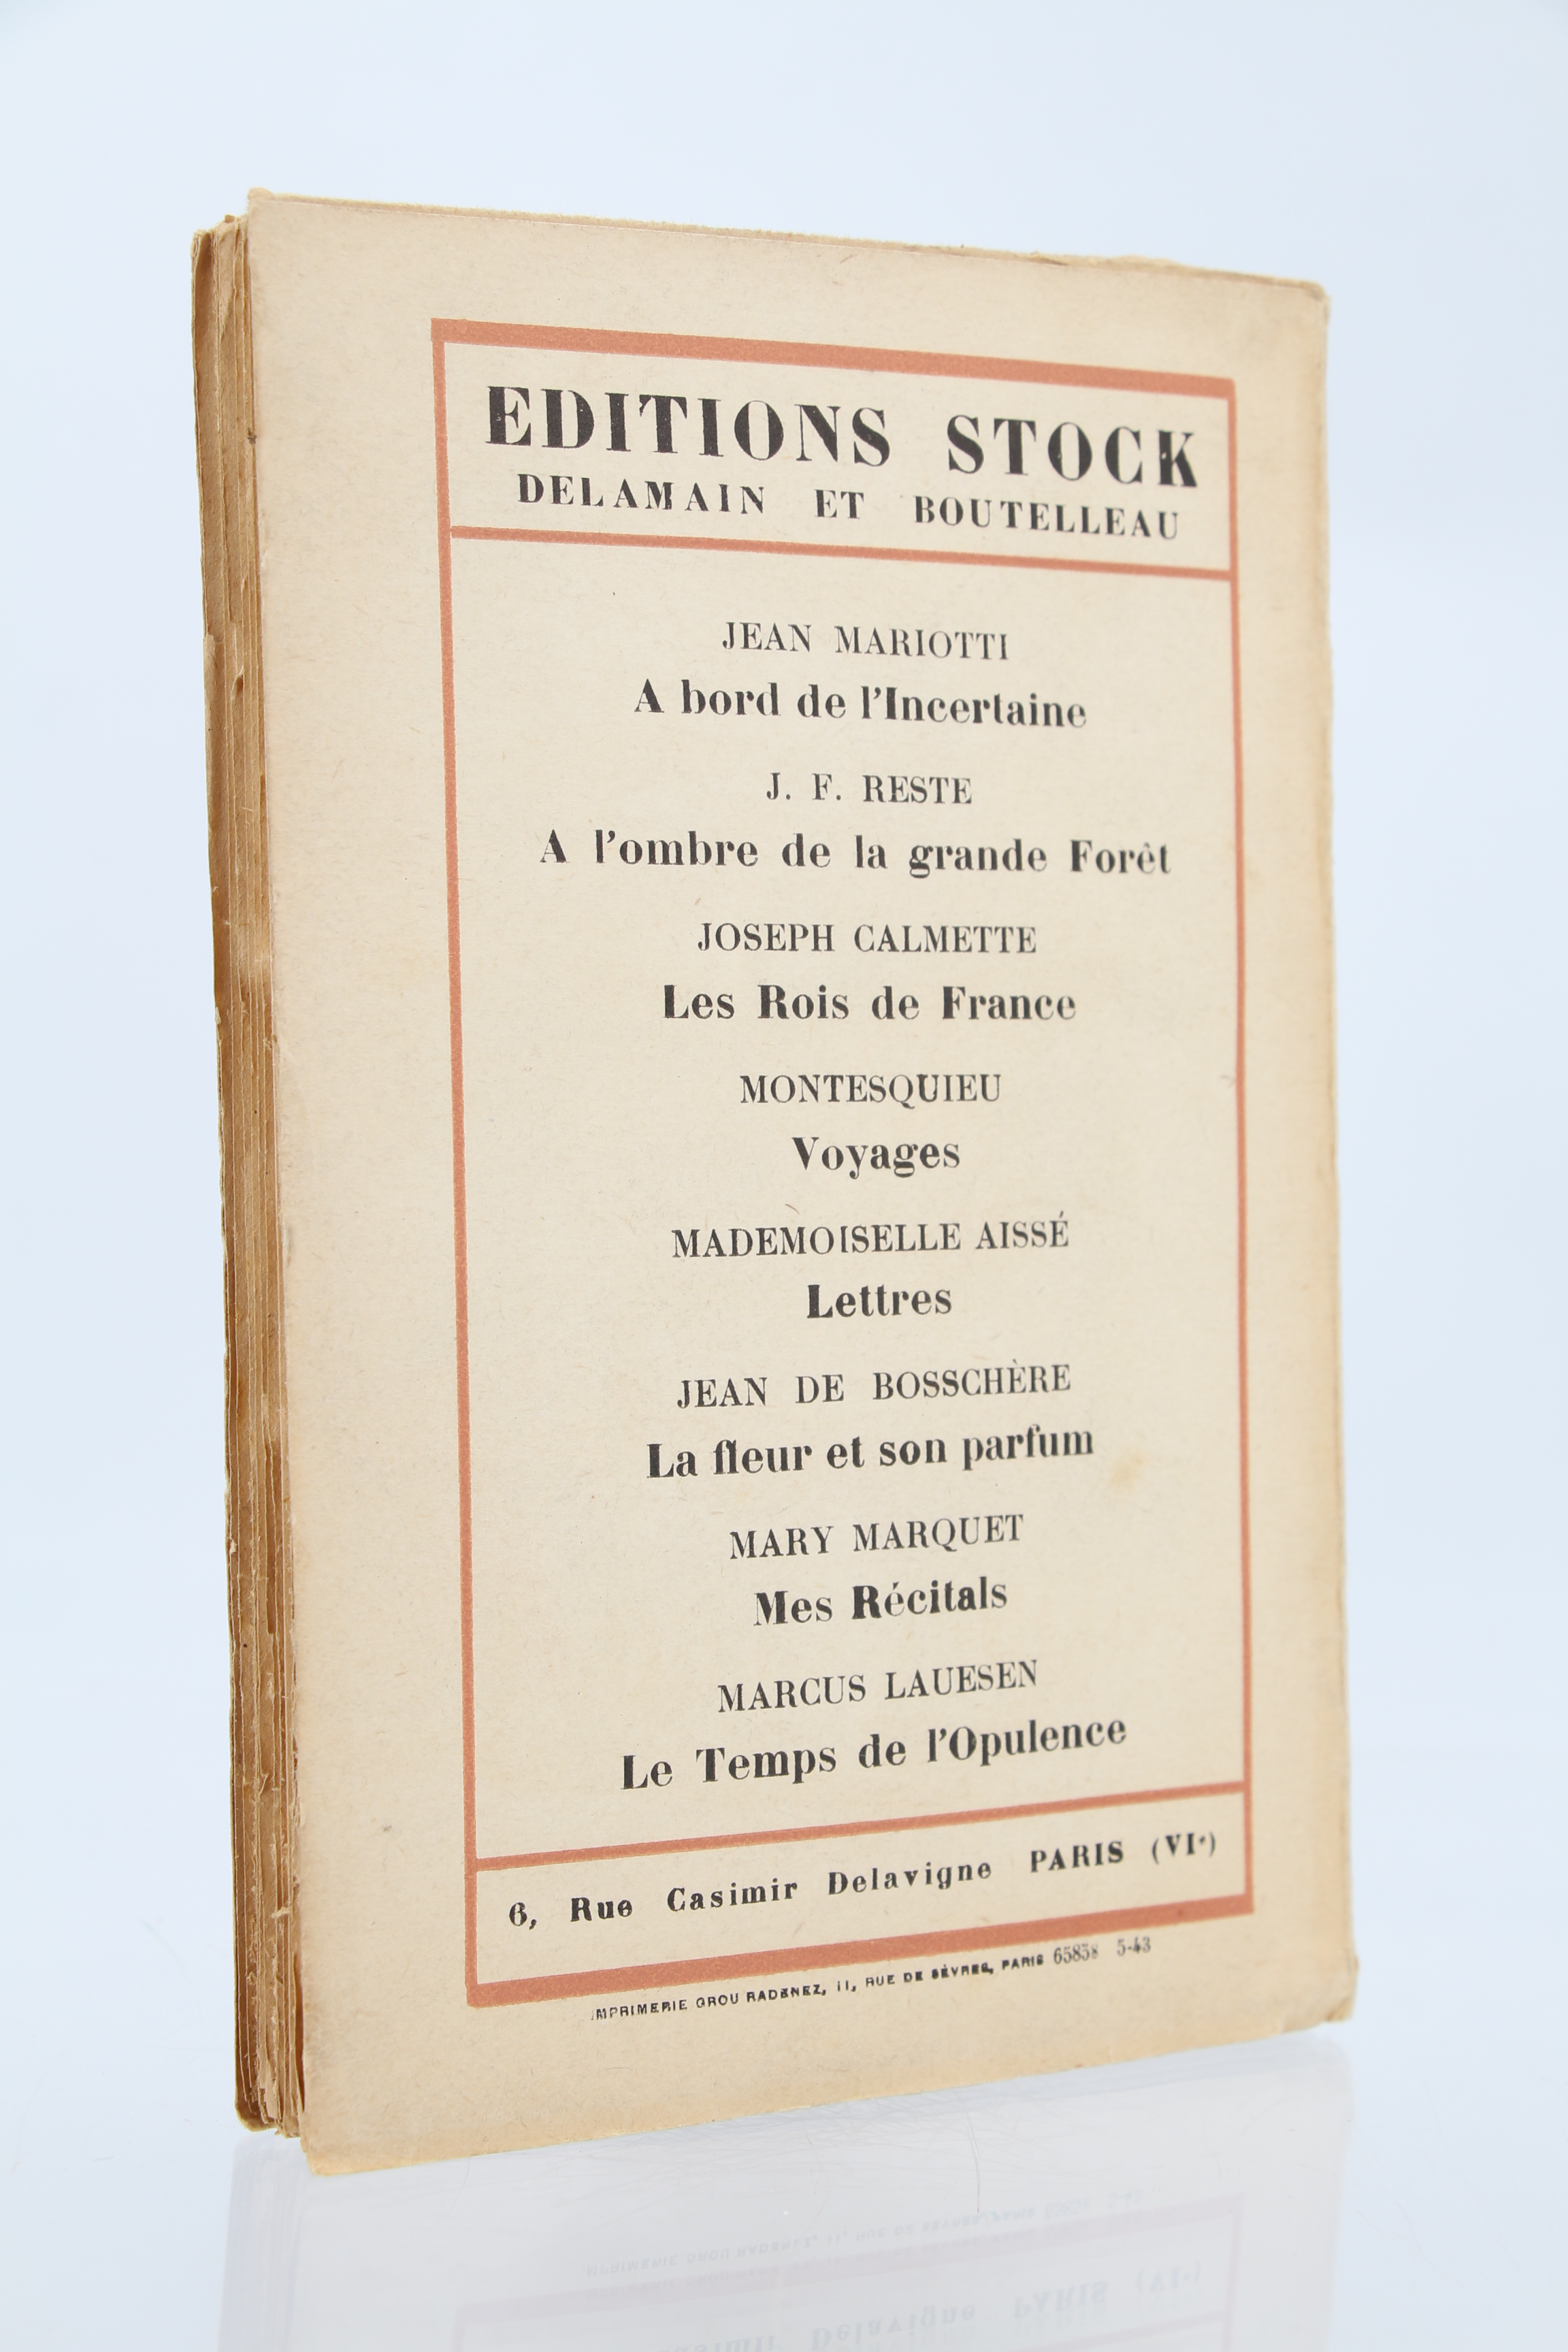 EDITIONS STOCK
DELAMAIN ET BOUTELLEAU
JEAN MARIOTTI
A bord de l'Incertaine
J. F. RESTE
A l'ombre de la grande Forêt
JOSEPH CALMETTE
Les Rois de France
MONTESQUIEU
Voyages
MADEMOISELLE AISSÉ
Lettres
JEAN DE BOSSCHÈRE
La fleur et son parfum
MARY MARQUET
Mes Récitals
MARCUS LAUESEN
Le Temps de l'Opulence
6, Rue Casimir Delavigne PARIS (VIe)
IMPRIMERIE GROU RADENEZ, 11, RUE DE SÈVRES, PARIS 65858 5-43